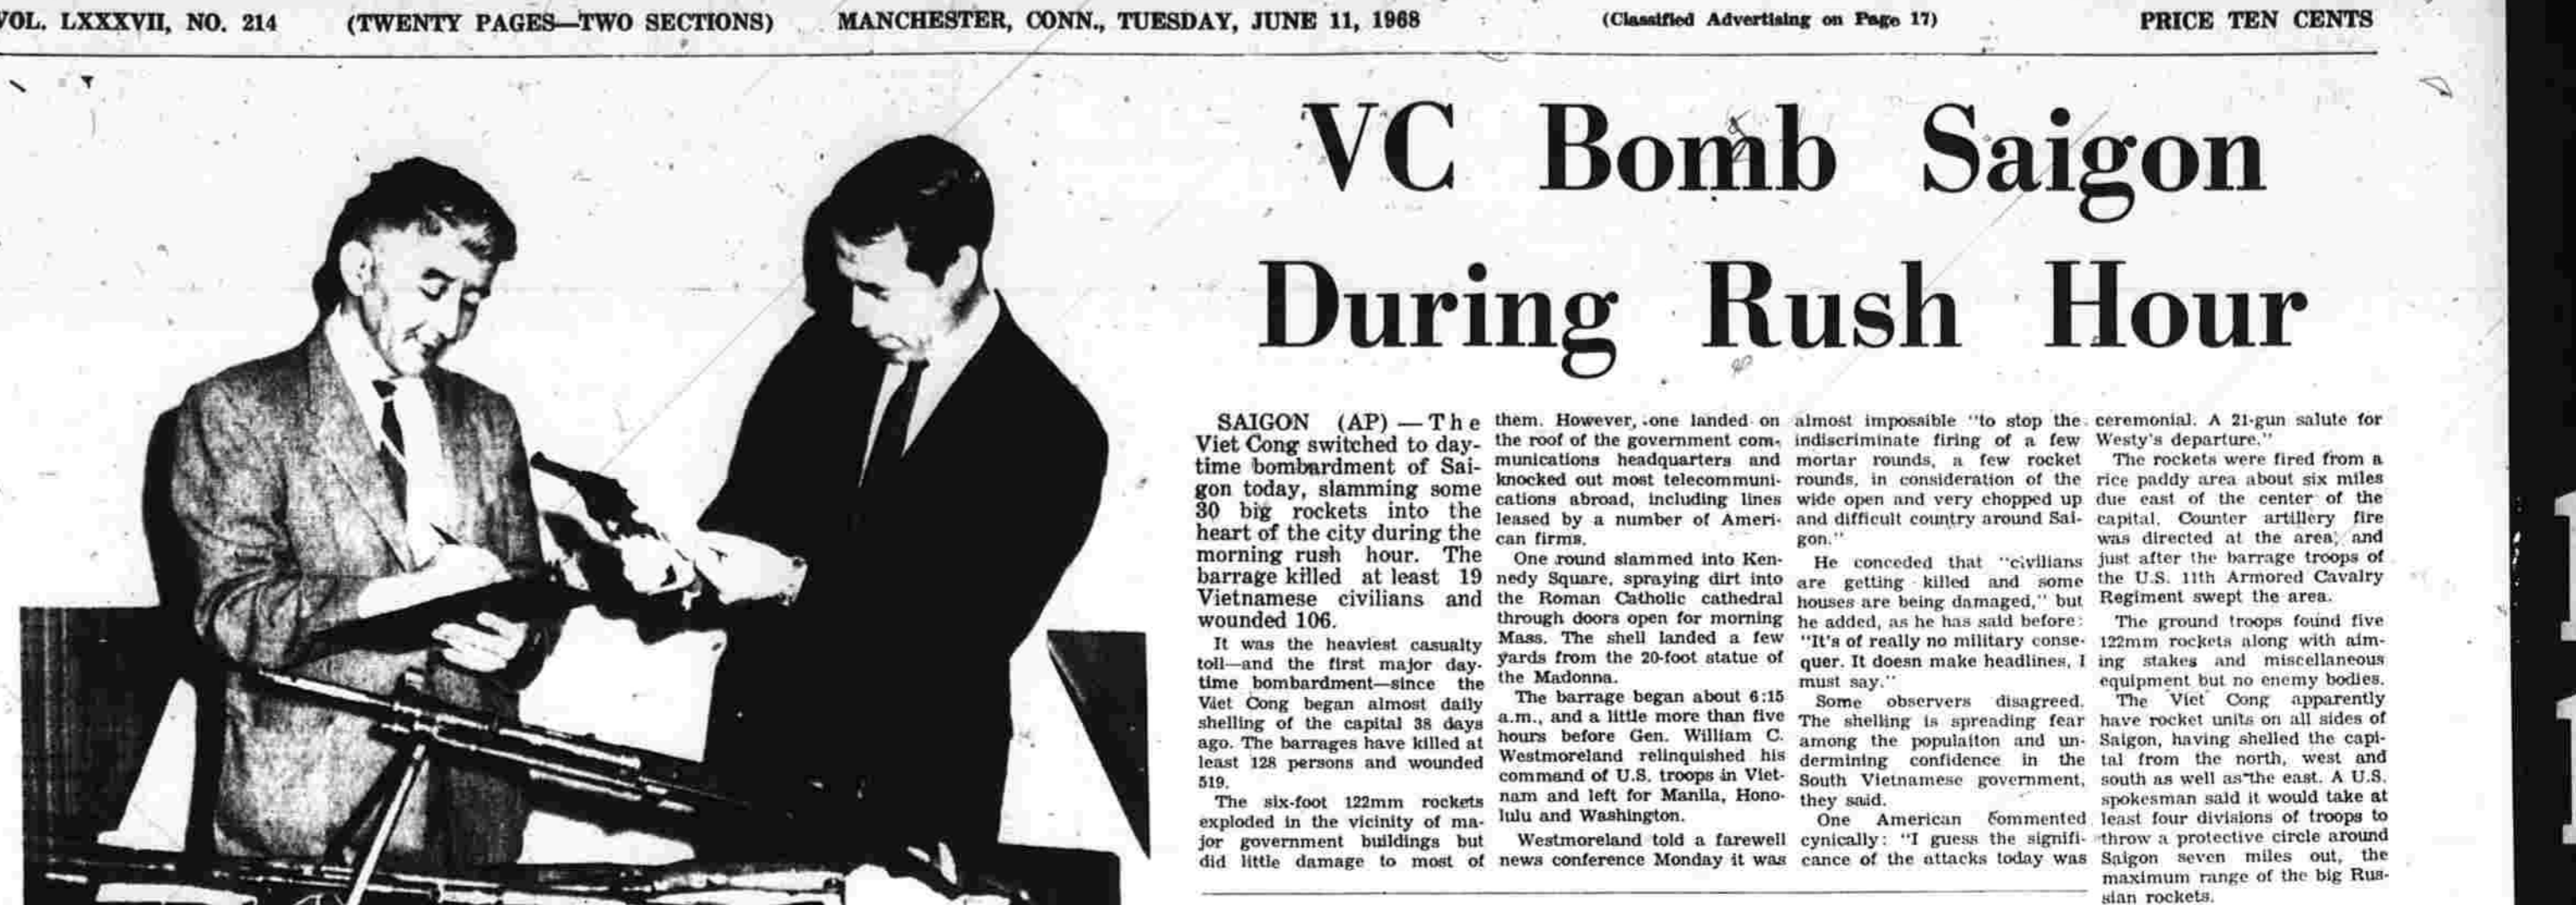 VOL. LXXXVII, NO. 214 (TWENTY PAGES—TWO SECTIONS) MANCHESTER, CONN., TUESDAY, JUNE 11, 1968 (Classified Advertising on Page 17) PRICE TEN CENTS
VC Bomb Saigon
During Rush Hour
SAIGON (AP) — The
Viet Cong switched to day-
time bombardment of Sai-
gon today, slamming some
30 big rockets into the
heart of the city during the
morning rush hour. The
barrage killed at least 19
Vietnamese civilians and
wounded 106.
It was the heaviest casualty
toll—and the first major day-
time bombardment—since the
Viet Cong began almost daily
shelling of the capital 38 days
ago. The barrages have killed at
least 128 persons and wounded
519.
The six-foot 122mm rockets
exploded in the vicinity of ma-
jor government buildings but
did little damage to most of
them. However, one landed on
the roof of the government com-
munications headquarters and
knocked out most telecommuni-
cations abroad, including lines
leased by a number of Ameri-
can firms.
One round slammed into Ken-
nedy Square, spraying dirt into
the Roman Catholic cathedral
through doors open for morning
Mass. The shell landed a few
yards from the 20-foot statue of
the Madonna.
The barrage began about 6:15
a.m., and a little more than five
hours before Gen. William C.
Westmoreland relinquished his
command of U.S. troops in Viet-
nam and left for Manila, Hono-
lulu and Washington.
Westmoreland told a farewell
news conference Monday it was
almost impossible "to stop the
indiscriminate firing of a few
mortar rounds, a few rocket
rounds, in consideration of the
wide open and very chopped up
and difficult country around Sai-
gon."
He conceded that "civilians
are getting killed and some
houses are being damaged," but
he added, as he has said before:
"It's of really no military conse-
quer. It doesn make headlines, I
must say."
Some observers disagreed.
The shelling is spreading fear
among the populaiton and un-
dermining confidence in the
South Vietnamese government,
they said.
One American commented
cynically: "I guess the signifi-
cance of the attacks today was
ceremonial. A 21-gun salute for
Westy's departure."
The rockets were fired from a
rice paddy area about six miles
due east of the center of the
capital. Counter artillery fire
was directed at the area, and
just after the barrage troops of
the U.S. 11th Armored Cavalry
Regiment swept the area.
The ground troops found five
122mm rockets along with aim-
ing stakes and miscellaneous
equipment but no enemy bodies.
The Viet Cong apparently
have rocket units on all sides of
Saigon, having shelled the capi-
tal from the north, west and
south as well as the east. A U.S.
spokesman said it would take at
least four divisions of troops to
throw a protective circle around
Saigon seven miles out, the
maximum range of the big Rus-
sian rockets.